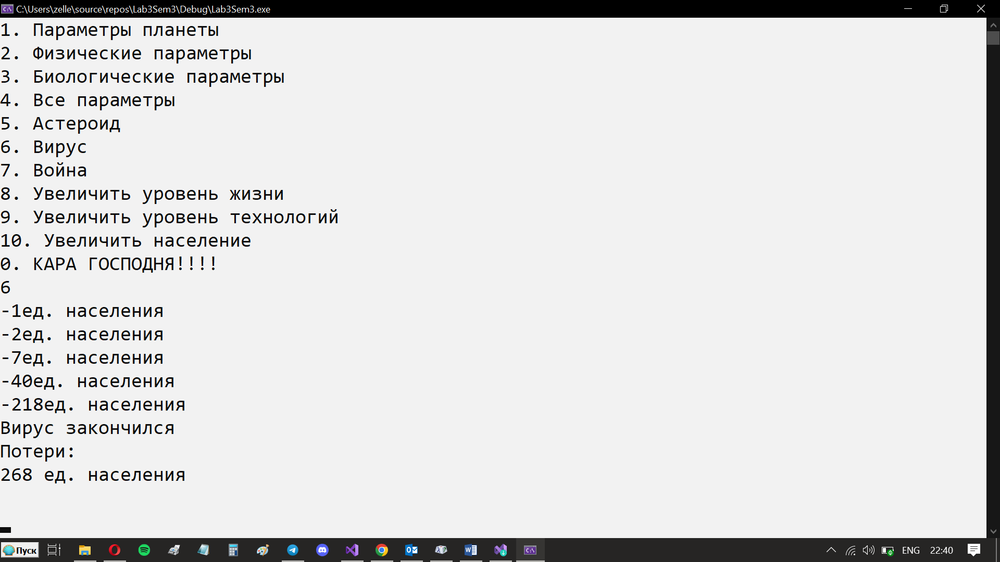 C:\Users\zelle\source\repos\Lab3Sem3\Debug\Lab3Sem3.exe
1. Параметры планеты
2. Физические параметры
3. Биологические параметры
4. Все параметры
5. Астероид
6. Вирус
7. Война
8. Увеличить уровень жизни
9. Увеличить уровень технологий
10. Увеличить население
0. КАРА ГОСПОДНЯ!!!!
6
-1ед. населения
-2ед. населения
-7ед. населения
-40ед. населения
-218ед. населения
Вирус закончился
Потери:
268 ед. населения
Пуск ENG 22:40